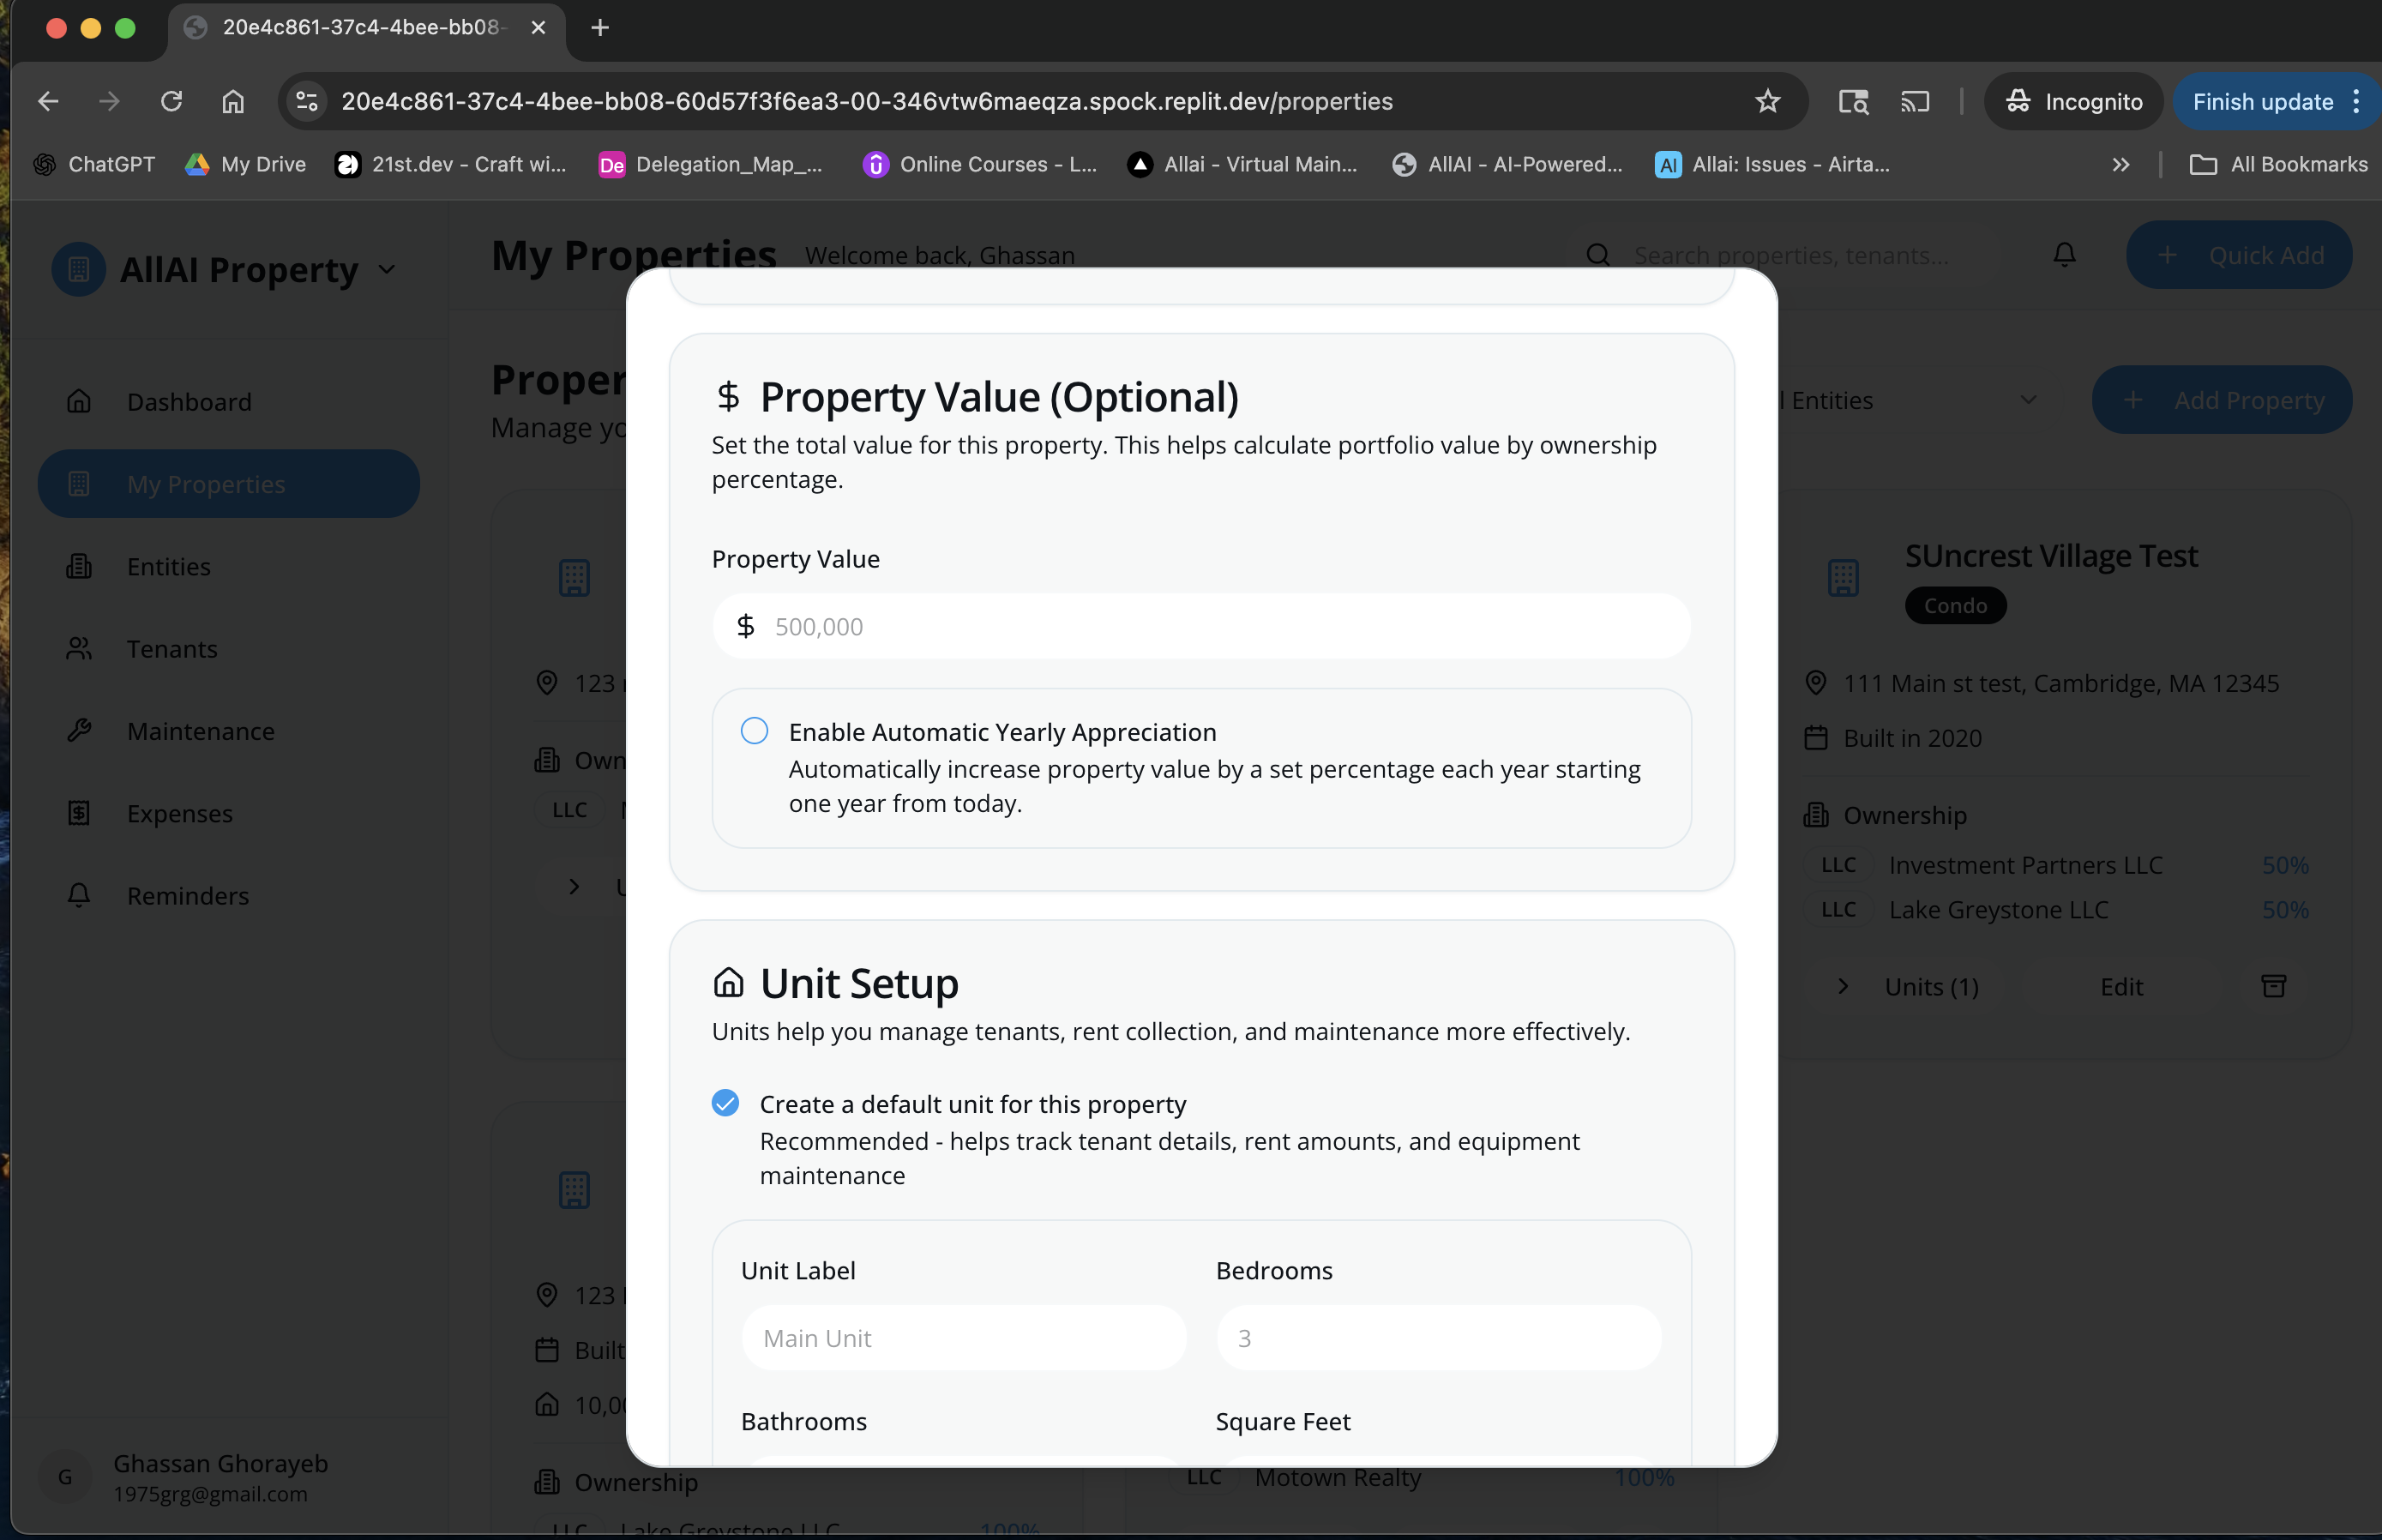 20e4c861-37c4-4bee-bb08-
20e4c861-37c4-4bee-bb08-60d57f3f6ea3-00-346vtw6maeqza.spock.replit.dev/properties
Incognito
Finish update
ChatGPT
My Drive
21st.dev - Craft wi...
De Delegation_Map_...
Online Courses - L...
Allai - Virtual Main...
AllAI - AI-Powered...
AI Allai: Issues - Airta...
All Bookmarks
AllAI Property
My Properties
Welcome back, Ghassan
Search properties, tenants...
Quick Add
Dashboard
My Properties
Entities
Tenants
Maintenance
Expenses
Reminders
G
Ghassan Ghorayeb
1975grg@gmail.com
Proper
Manage yo
Entities
Add Property
123
Own
LLC
123
Built
10,00
Ownership
LLC Lake Greystone LLC 100%
Property Value (Optional)
Set the total value for this property. This helps calculate portfolio value by ownership
percentage.
Property Value
$ 500,000
Enable Automatic Yearly Appreciation
Automatically increase property value by a set percentage each year starting
one year from today.
Unit Setup
Units help you manage tenants, rent collection, and maintenance more effectively.
Create a default unit for this property
Recommended - helps track tenant details, rent amounts, and equipment
maintenance
Unit Label
Bedrooms
Main Unit
3
Bathrooms
Square Feet
LLC Motown Realty 100%
SUncrest Village Test
Condo
111 Main st test, Cambridge, MA 12345
Built in 2020
Ownership
LLC Investment Partners LLC 50%
LLC Lake Greystone LLC 50%
Units (1)
Edit